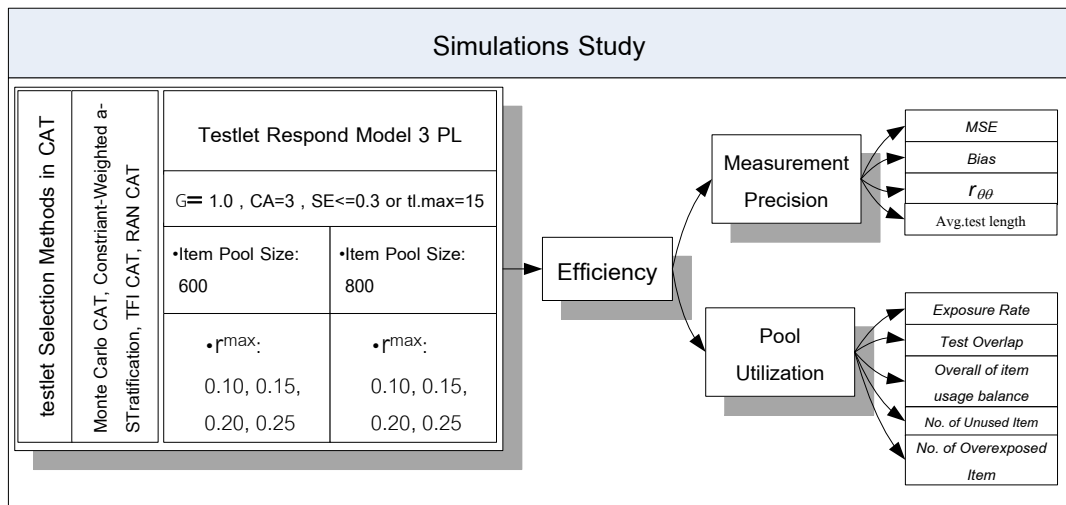 Simulations Study
testlet Selection Methods in CAT
Monte Carlo CAT, Constriant-Weighted a-
STratification, TFI CAT, RAN CAT
Testlet Respond Model 3 PL
G= 1.0 , CA=3 , SE<=0.3 or tl.max=15
•Item Pool Size:
600
•Item Pool Size:
800
•rmax:
0.10, 0.15,
0.20, 0.25
•rmax:
0.10, 0.15,
0.20, 0.25
Efficiency
Measurement
Precision
Pool
Utilization
MSE
Bias
rθθ
Avg.test length
Exposure Rate
Test Overlap
Overall of item
usage balance
No. of Unused Item
No. of Overexposed
Item